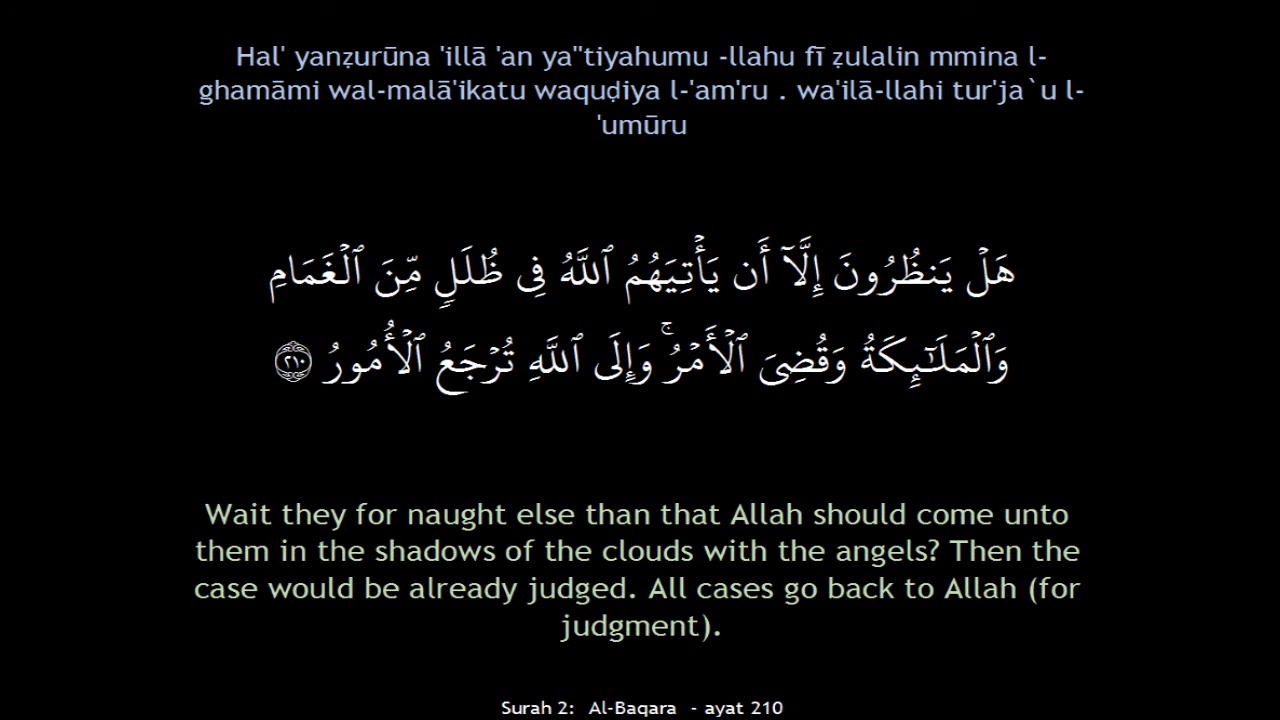 Hal' yanẓurūna 'illā 'an ya''tiyahumu -llahu fī ẓulalin mmina l-
ghamāmi wal-malā'ikatu waquḍiya l-'am'ru . wa'ilā-llahi tur'ja`u l-
'umūru
هَلْ يَنظُرُونَ إِلَّآ أَن يَأْتِيَهُمُ ٱللَّهُ فِى ظُلَلٍ مِّنَ ٱلْغَمَامِ
وَٱلْمَلَٰٓئِكَةُ وَقُضِىَ ٱلْأَمْرُ ۚ وَإِلَى ٱللَّهِ تُرْجَعُ ٱلْأُمُورُ ٢١٠
Wait they for naught else than that Allah should come unto
them in the shadows of the clouds with the angels? Then the
case would be already judged. All cases go back to Allah (for
judgment).
Surah 2: Al-Baqara - ayat 210